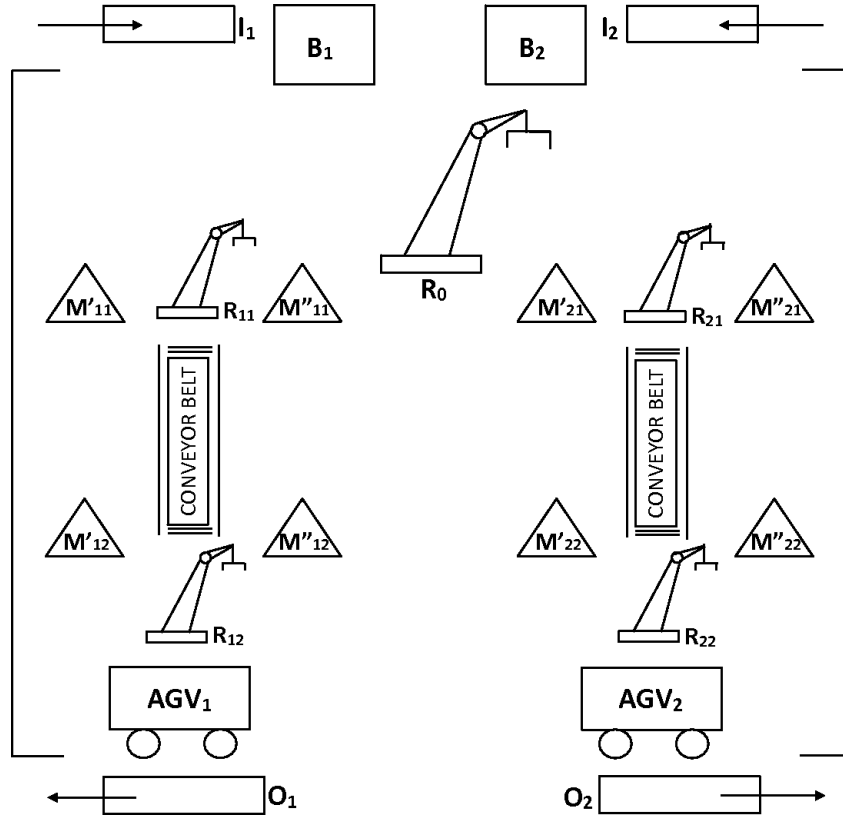 I₁
B₁
B₂
I₂
R₀
M'₁₁
R₁₁
M''₁₁
M'₂₁
R₂₁
M''₂₁
CONVEYOR BELT
CONVEYOR BELT
M'₁₂
M''₁₂
M'₂₂
M''₂₂
R₁₂
R₂₂
AGV₁
AGV₂
O₁
O₂